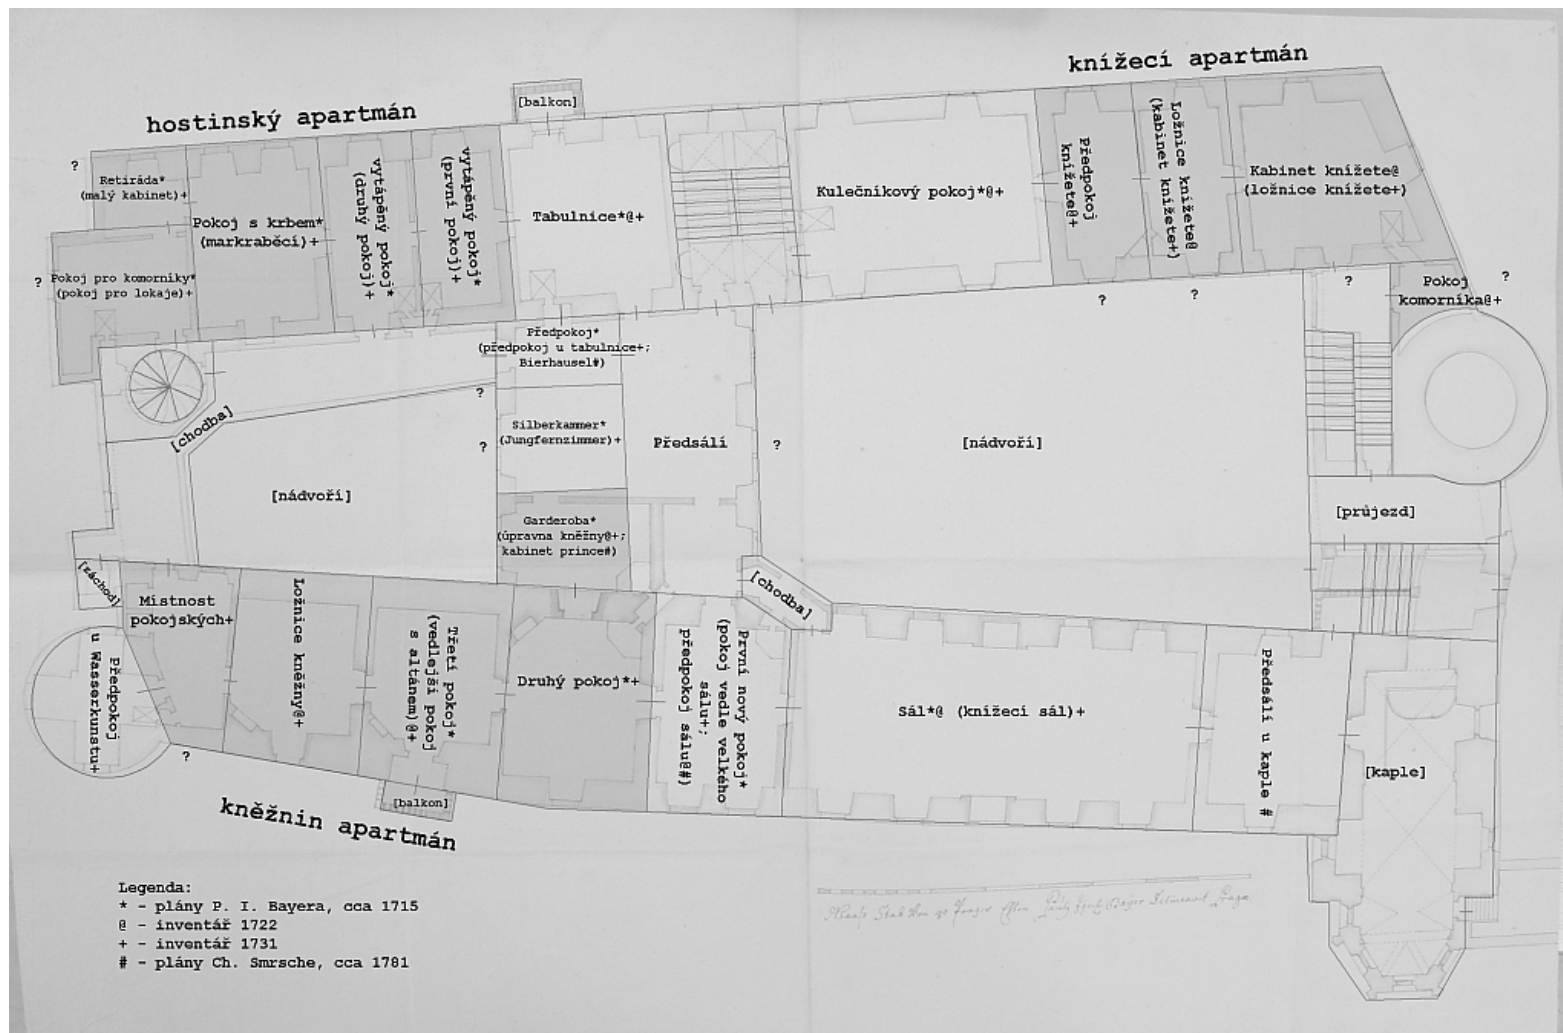 knížecí apartmán
hostinský apartmán
[balkon]
?
Retiráda*
(malý kabinet)+
Pokoj s krbem*
(markraběcí)+
vytápěný pokoj*
(druhý pokoj)+
vytápěný pokoj*
(první pokoj)+
Tabulnice*@+
Kulečníkový pokoj*@+
Předpokoj
knížete@+
Ložnice knížete@
(kabinet knížete+)
Kabinet knížete@
(ložnice knížete+)
?
Pokoj pro komorníky*
(pokoj pro lokaje)+
?
?
?
Pokoj
komorníka@+
?
Předpokoj*
(předpokoj u tabulnice+;
Bierhausel#)
?
[chodba]
Silberkammer*
(Jungfernzimmer)+
?
Předsálí
?
[nádvoří]
[nádvoří]
Garderoba*
(úpravna kněžny@+;
kabinet prince#)
[průjezd]
[záchod]
Místnost
pokojských+
Ložnice kněžny@+
Třetí pokoj*
(vedlejší pokoj
s altánem)@+
Druhý pokoj*+
První nový pokoj*
(pokoj vedle velkého
sálu+;
předpokoj sálu@#)
[chodba]
Sál*@ (knížecí sál)+
Předsálí u kaple #
[kaple]
Předpokoj
u Wasserkunstu+
?
[balkon]
kněžnin apartmán
Legenda:
* - plány P. I. Bayera, cca 1715
@ - inventář 1722
+ - inventář 1731
# - plány Ch. Smrsche, cca 1781